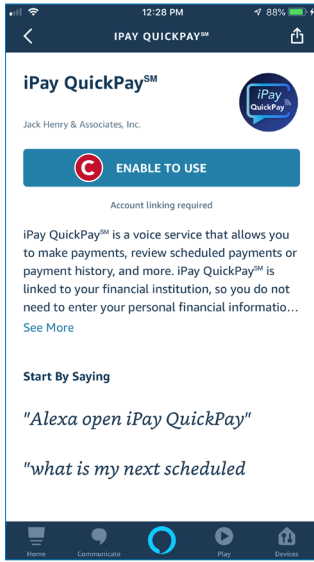 12:28 PM
88%
IPAY QUICKPAY℠
iPay QuickPay℠
Jack Henry & Associates, Inc.
iPay
QuickPay
C
ENABLE TO USE
Account linking required
iPay QuickPay℠ is a voice service that allows you
to make payments, review scheduled payments or
payment history, and more. iPay QuickPay℠ is
linked to your financial institution, so you do not
need to enter your personal financial informatio...
See More
Start By Saying
"Alexa open iPay QuickPay"
"what is my next scheduled
Home Communicate Play Devices